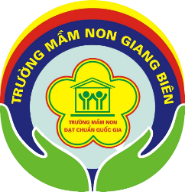 TRƯỜNG MẦM NON GIANG BIÊN
TRƯỜNG MẦM NON
ĐẠT CHUẨN QUỐC GIA